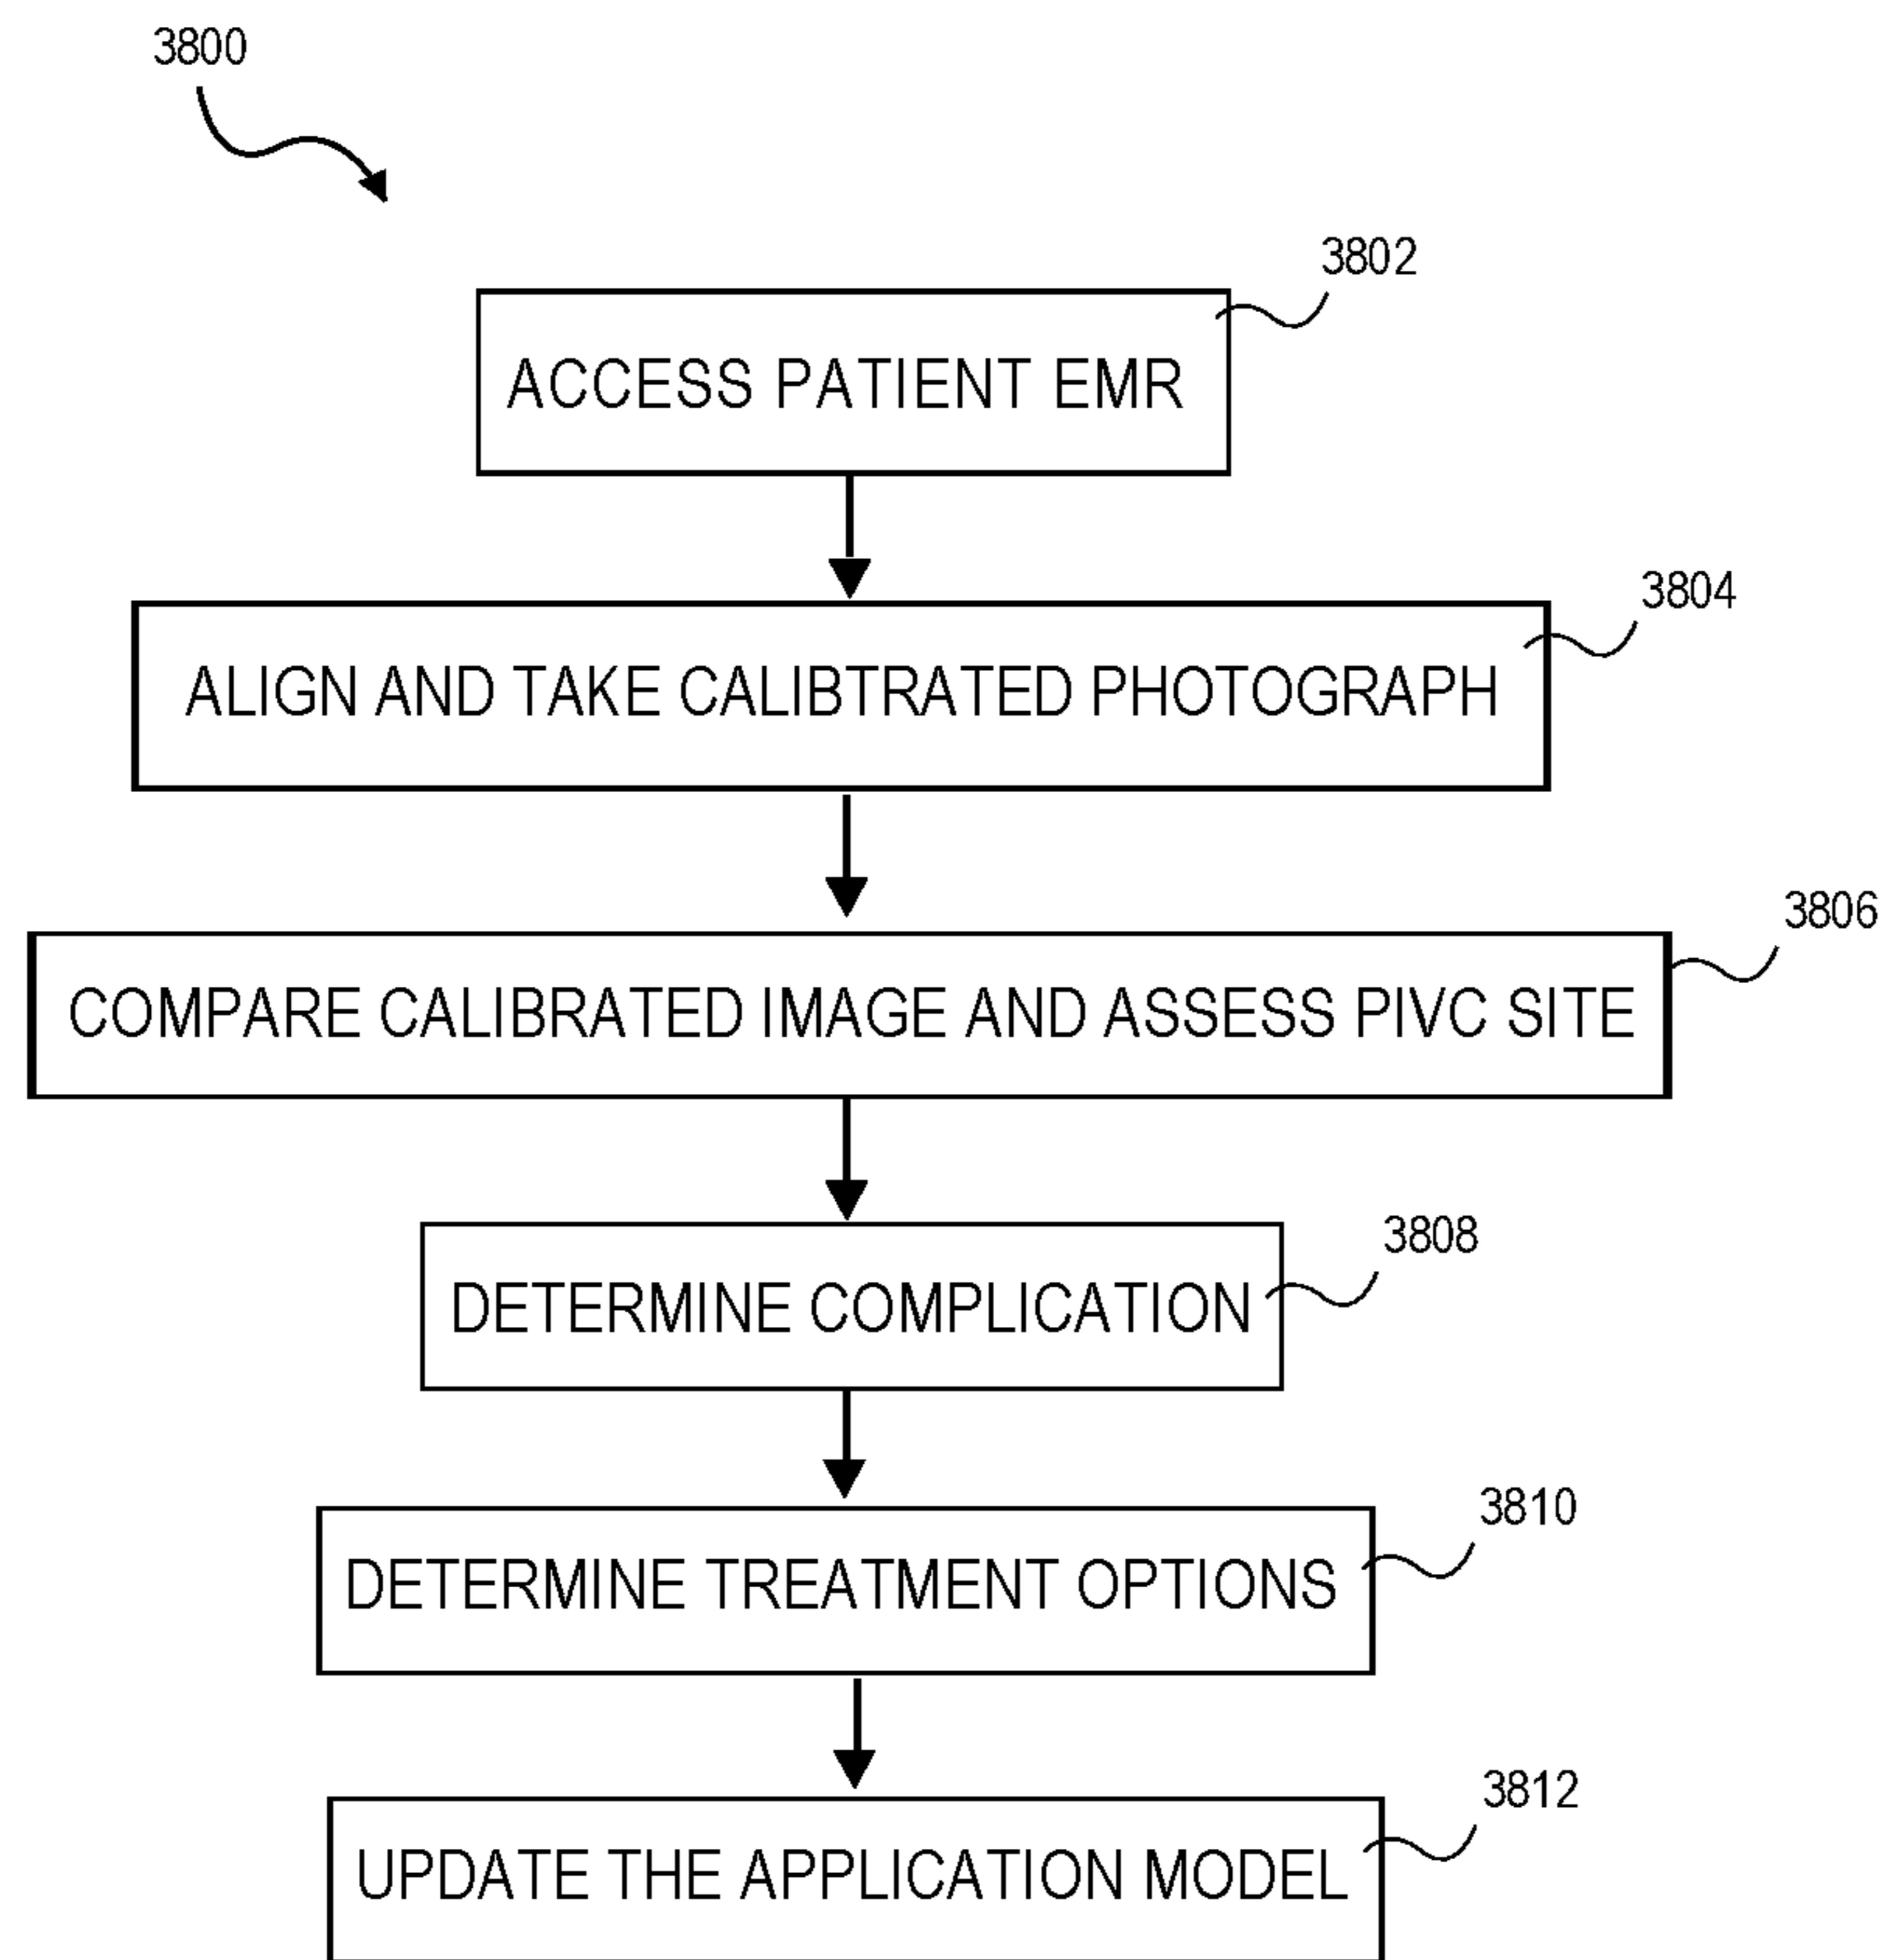 3800
3802
ACCESS PATIENT EMR
3804
ALIGN AND TAKE CALIBTRATED PHOTOGRAPH
3806
COMPARE CALIBRATED IMAGE AND ASSESS PIVC SITE
3808
DETERMINE COMPLICATION
3810
DETERMINE TREATMENT OPTIONS
3812
UPDATE THE APPLICATION MODEL